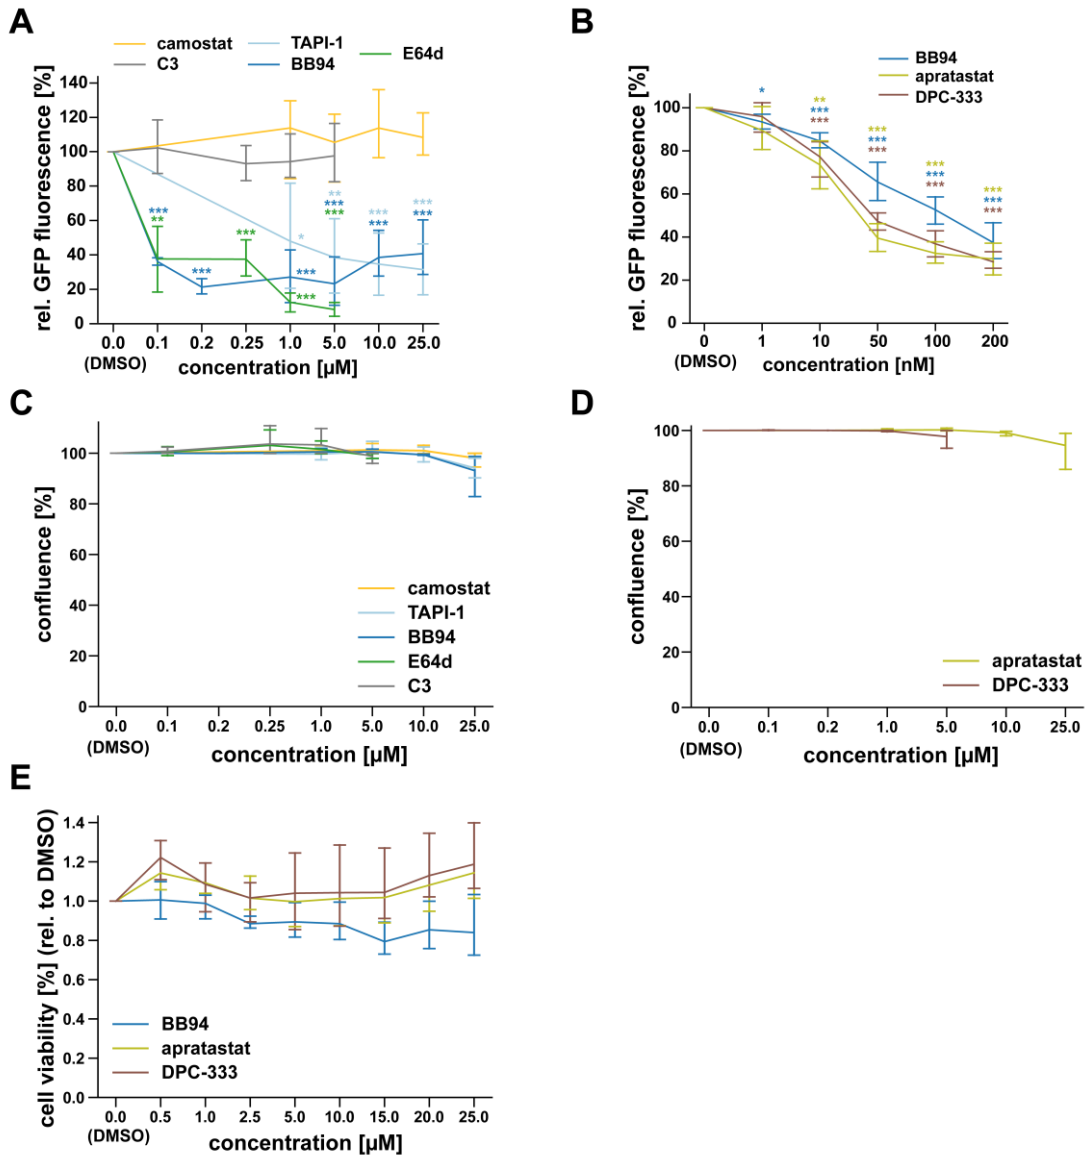 A
camostat
C3
TAPI-1
BB94
E64d
rel. GFP fluorescence [%]
140
120
100
80
60
40
20
0
***
**
***
***
*
***
***
**
***
***
***
***
***
***
0.0
0.1
0.2
0.25
1.0
5.0
10.0
25.0
(DMSO)
concentration [µM]
B
BB94
apratastat
DPC-333
rel. GFP fluorescence [%]
100
80
60
40
20
0
*
**
***
***
***
***
***
***
***
***
***
***
***
0
1
10
50
100
200
(DMSO)
concentration [nM]
C
confluence [%]
100
80
60
40
20
0
camostat
TAPI-1
BB94
E64d
C3
0.0
0.1
0.2
0.25
1.0
5.0
10.0
25.0
(DMSO)
concentration [µM]
D
confluence [%]
100
80
60
40
20
0
apratastat
DPC-333
0.0
0.1
0.2
1.0
5.0
10.0
25.0
(DMSO)
concentration [µM]
E
cell viability [%] (rel. to DMSO)
1.4
1.2
1.0
0.8
0.6
0.4
0.2
0.0
BB94
apratastat
DPC-333
0.0
0.5
1.0
2.5
5.0
10.0
15.0
20.0
25.0
(DMSO)
concentration [µM]